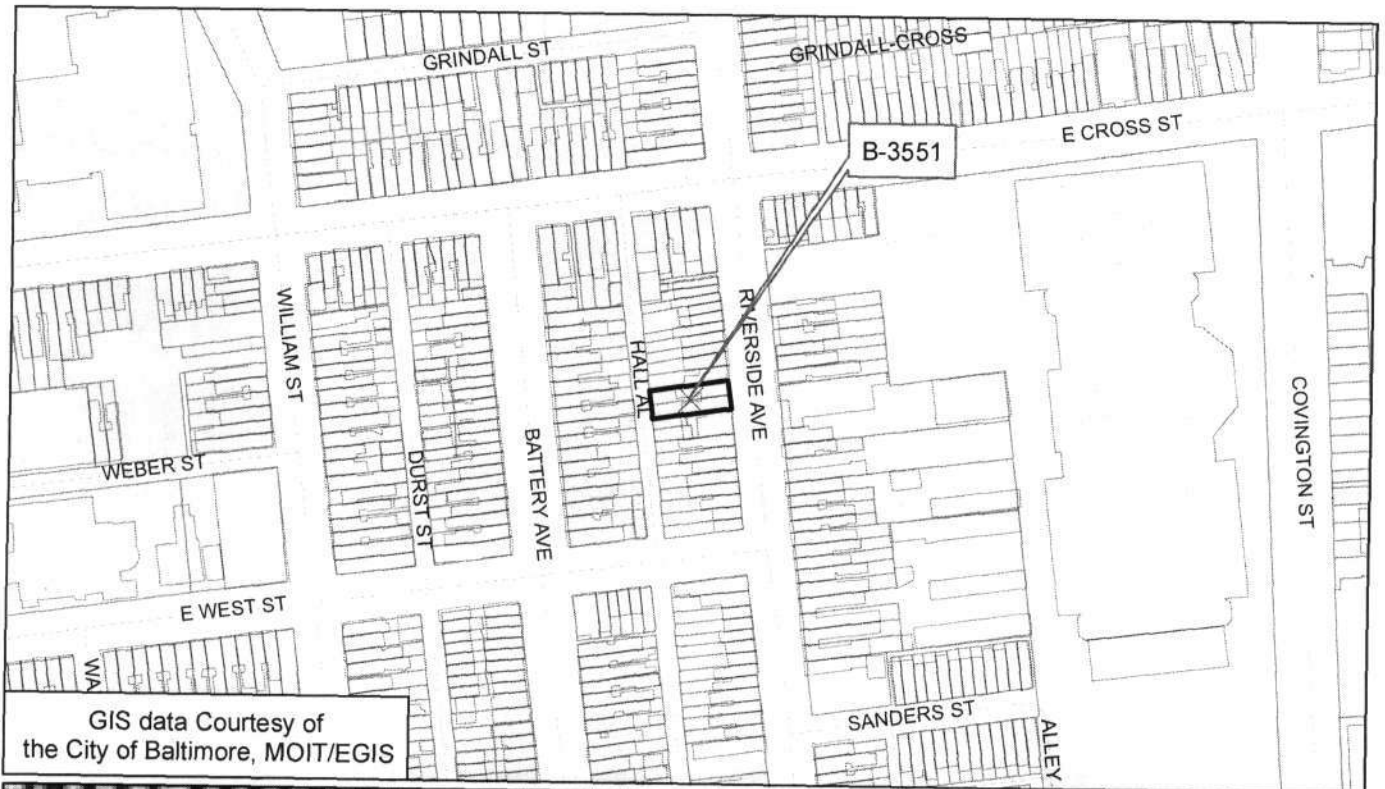 GRINDALL ST
GRINDALL-CROSS
E CROSS ST
B-3551
WILLIAM ST
HALL AL
RIVERSIDE AVE
COVINGTON ST
WEBER ST
DURST ST
BATTERY AVE
E WEST ST
WA
SANDERS ST
ALLEY
GIS data Courtesy of
the City of Baltimore, MOIT/EGIS